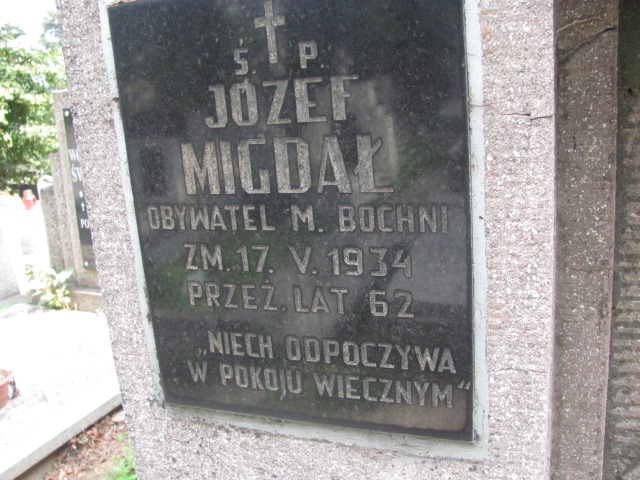 Ś. P.
JÓZEF
MIGDAŁ
OBYWATEL M. BOCHNI
ZM. 17. V. 1934
PRZEŻ. LAT 62
„NIECH ODPOCZYWA
W POKOJU WIECZNYM"